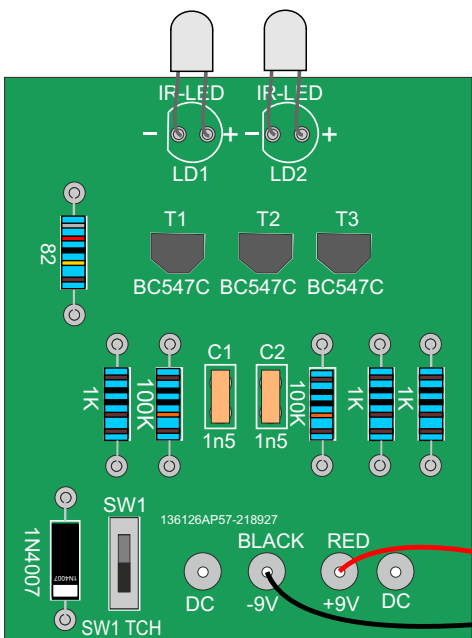 IR-LED IR-LED
- + - +
LD1 LD2
T1 T2 T3
BC547C BC547C BC547C
82
C1 C2
1K 100K 100K 1K 1K
1n5 1n5
SW1
136126AP57-218927
1N4007
1N4007
BLACK RED
DC -9V +9V DC
SW1 TCH